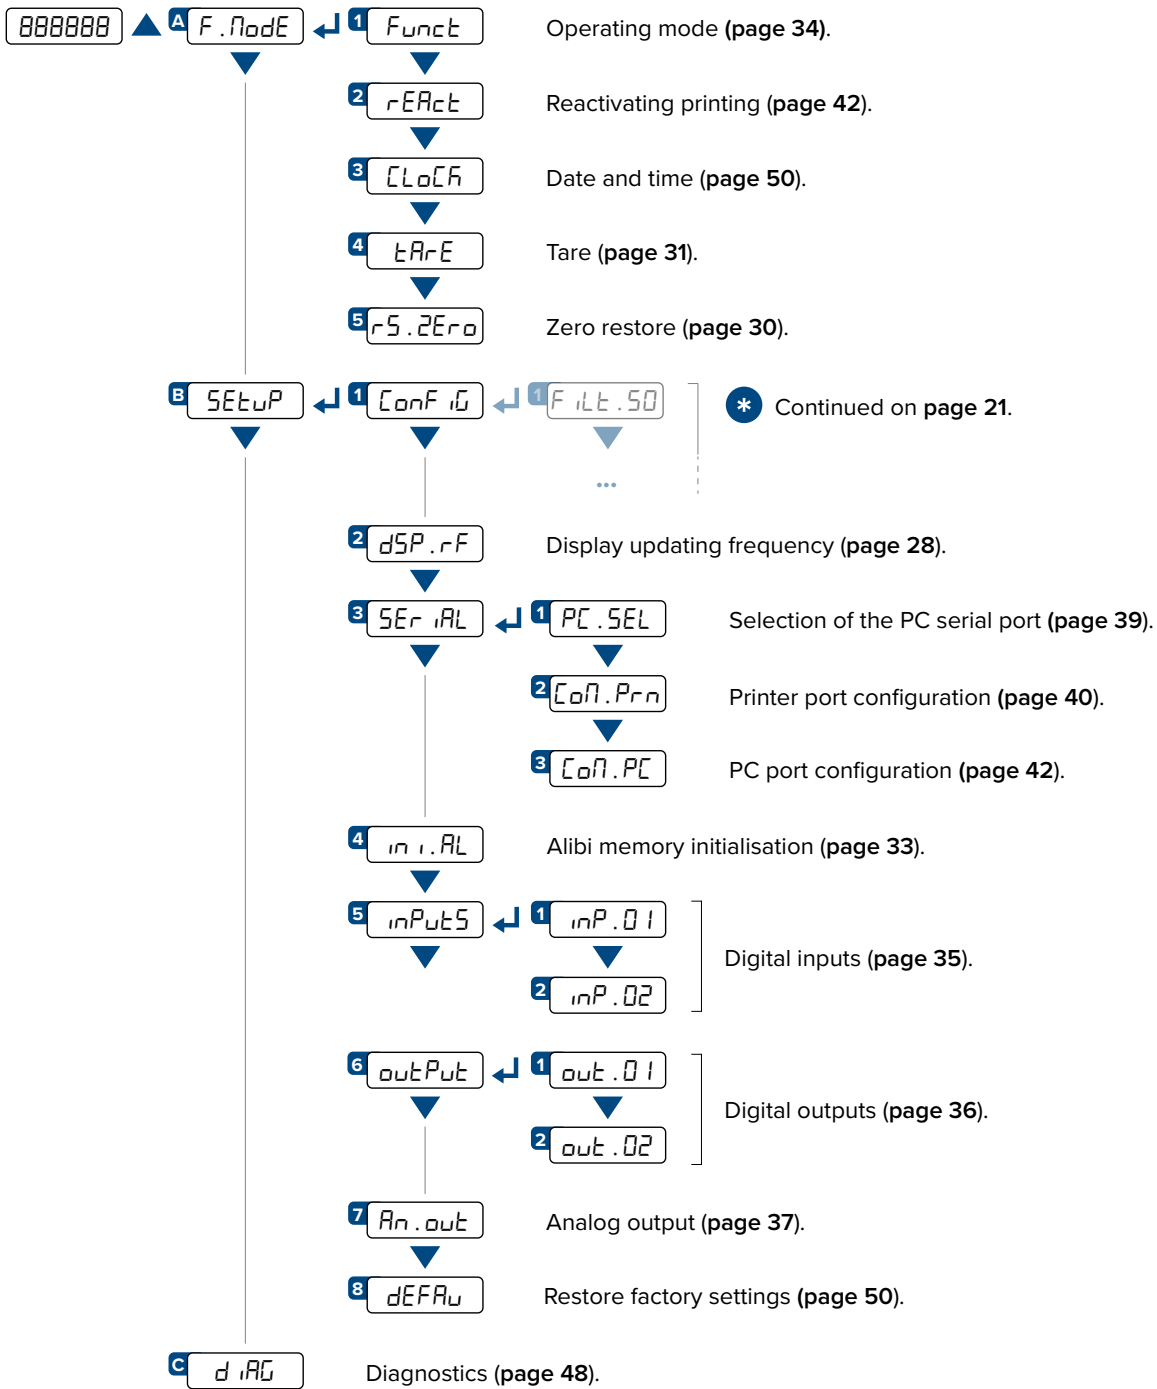 888888 A F.ModE 1 Funct Operating mode (page 34).
2 rEAct Reactivating printing (page 42).
3 CLoCK Date and time (page 50).
4 tArE Tare (page 31).
5 rS.ZEro Zero restore (page 30).
B SEtuP 1 ConFiG 1 FiLt.50 * Continued on page 21.
...
2 dSP.rF Display updating frequency (page 28).
3 SEriAL 1 PC.SEL Selection of the PC serial port (page 39).
2 CoM.Prn Printer port configuration (page 40).
3 CoM.PC PC port configuration (page 42).
4 ini.AL Alibi memory initialisation (page 33).
5 inPutS 1 inP.01
Digital inputs (page 35).
2 inP.02
6 outPut 1 out.01
Digital outputs (page 36).
2 out.02
7 An.out Analog output (page 37).
8 dEFAu Restore factory settings (page 50).
C diAG Diagnostics (page 48).